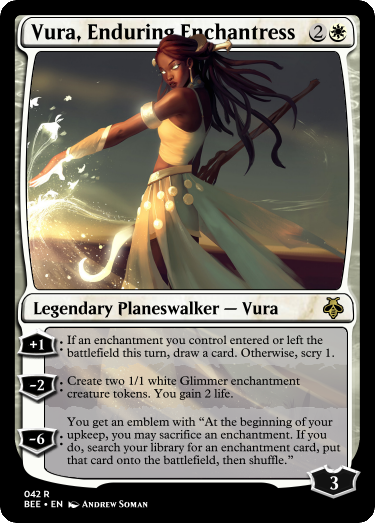 Vura, Enduring Enchantress 2
Legendary Planeswalker — Vura
+1: If an enchantment you control entered or left the
battlefield this turn, draw a card. Otherwise, scry 1.
-2: Create two 1/1 white Glimmer enchantment
creature tokens. You gain 2 life.
-6: You get an emblem with “At the beginning of your
upkeep, you may sacrifice an enchantment. If you
do, search your library for an enchantment card, put
that card onto the battlefield, then shuffle.”
3
042 R
BEE • EN Andrew Soman